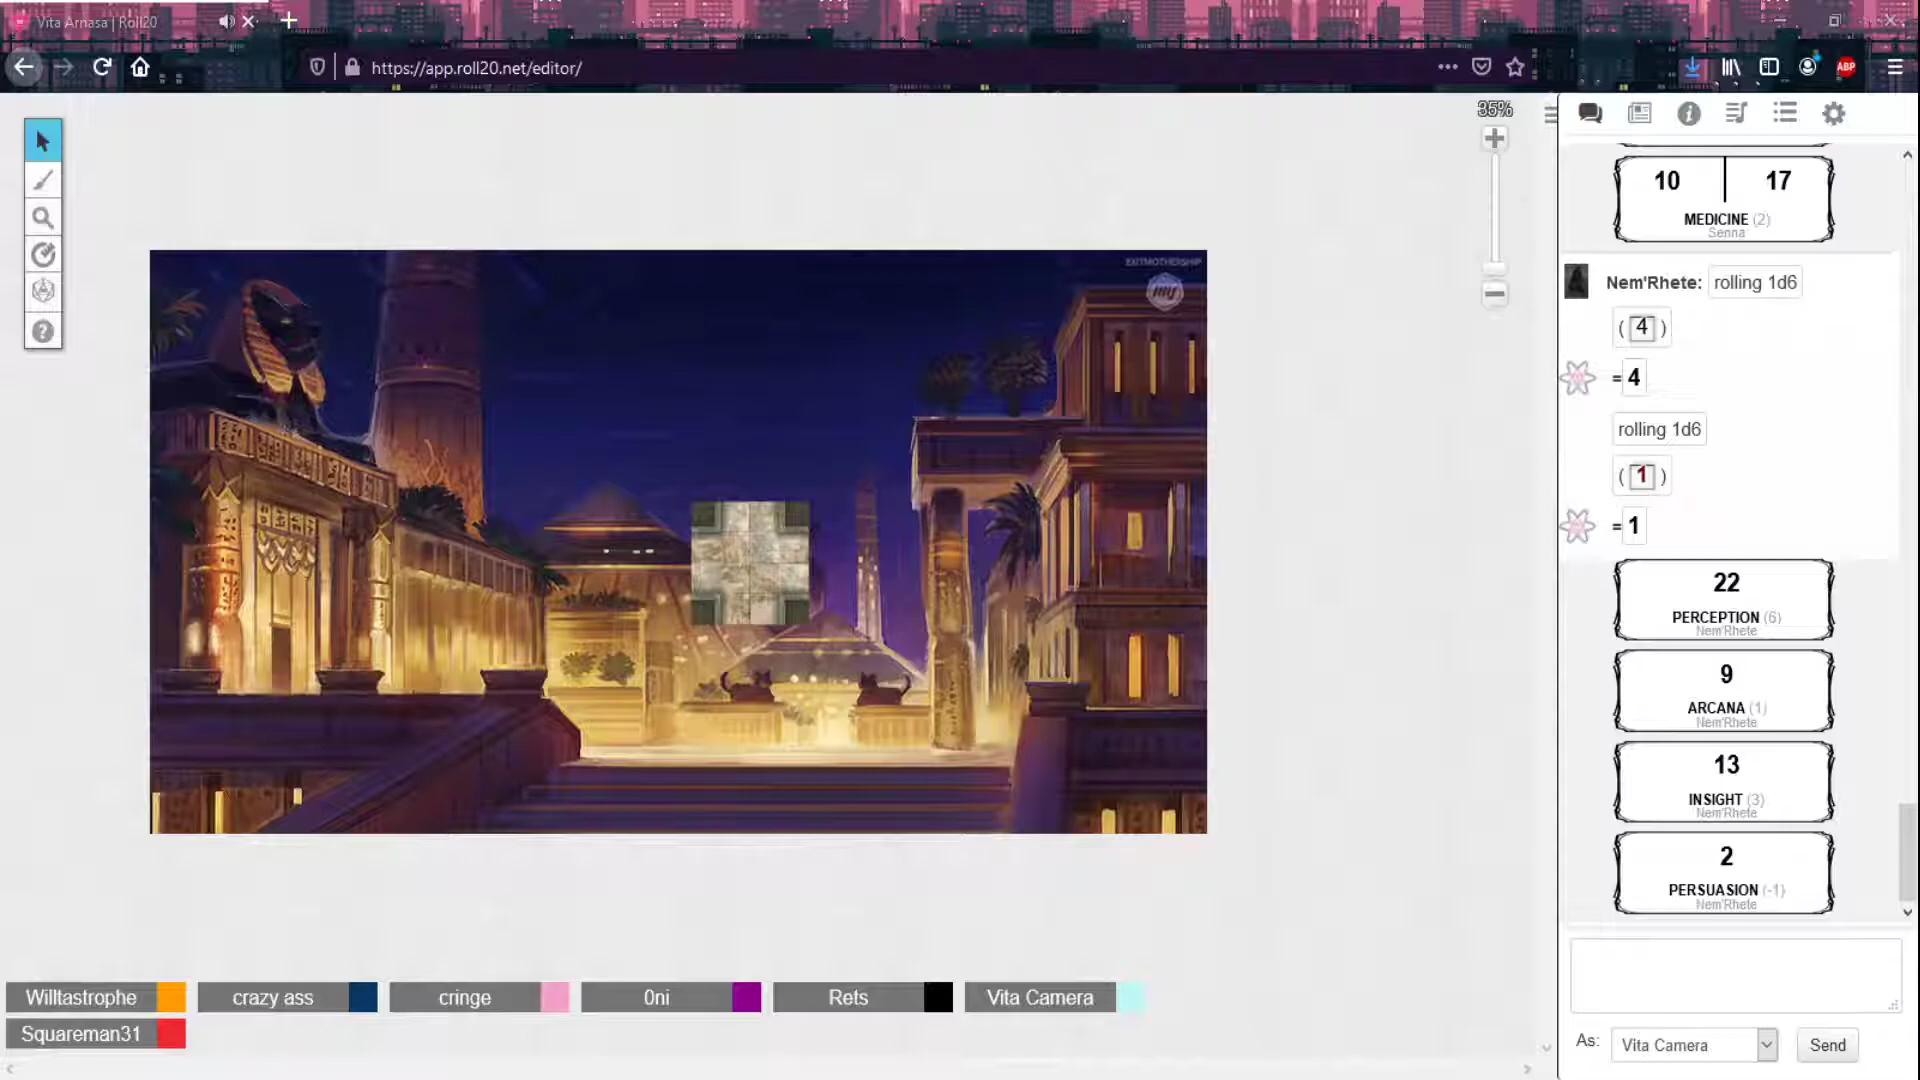 Vita Arnasa | Roll20
https://app.roll20.net/editor/
ABP
35%
10 17
MEDICINE (2)
Senna
Nem'Rhete: rolling 1d6
( 4 )
= 4
rolling 1d6
( 1 )
= 1
22
PERCEPTION (6)
Nem'Rhete
9
ARCANA (1)
Nem'Rhete
13
INSIGHT (3)
Nem'Rhete
2
PERSUASION (-1)
Nem'Rhete
EXITMOTHERSHIP
my
Willtastrophe
crazy ass
cringe
0ni
Rets
Vita Camera
Squareman31
As: Vita Camera
Send